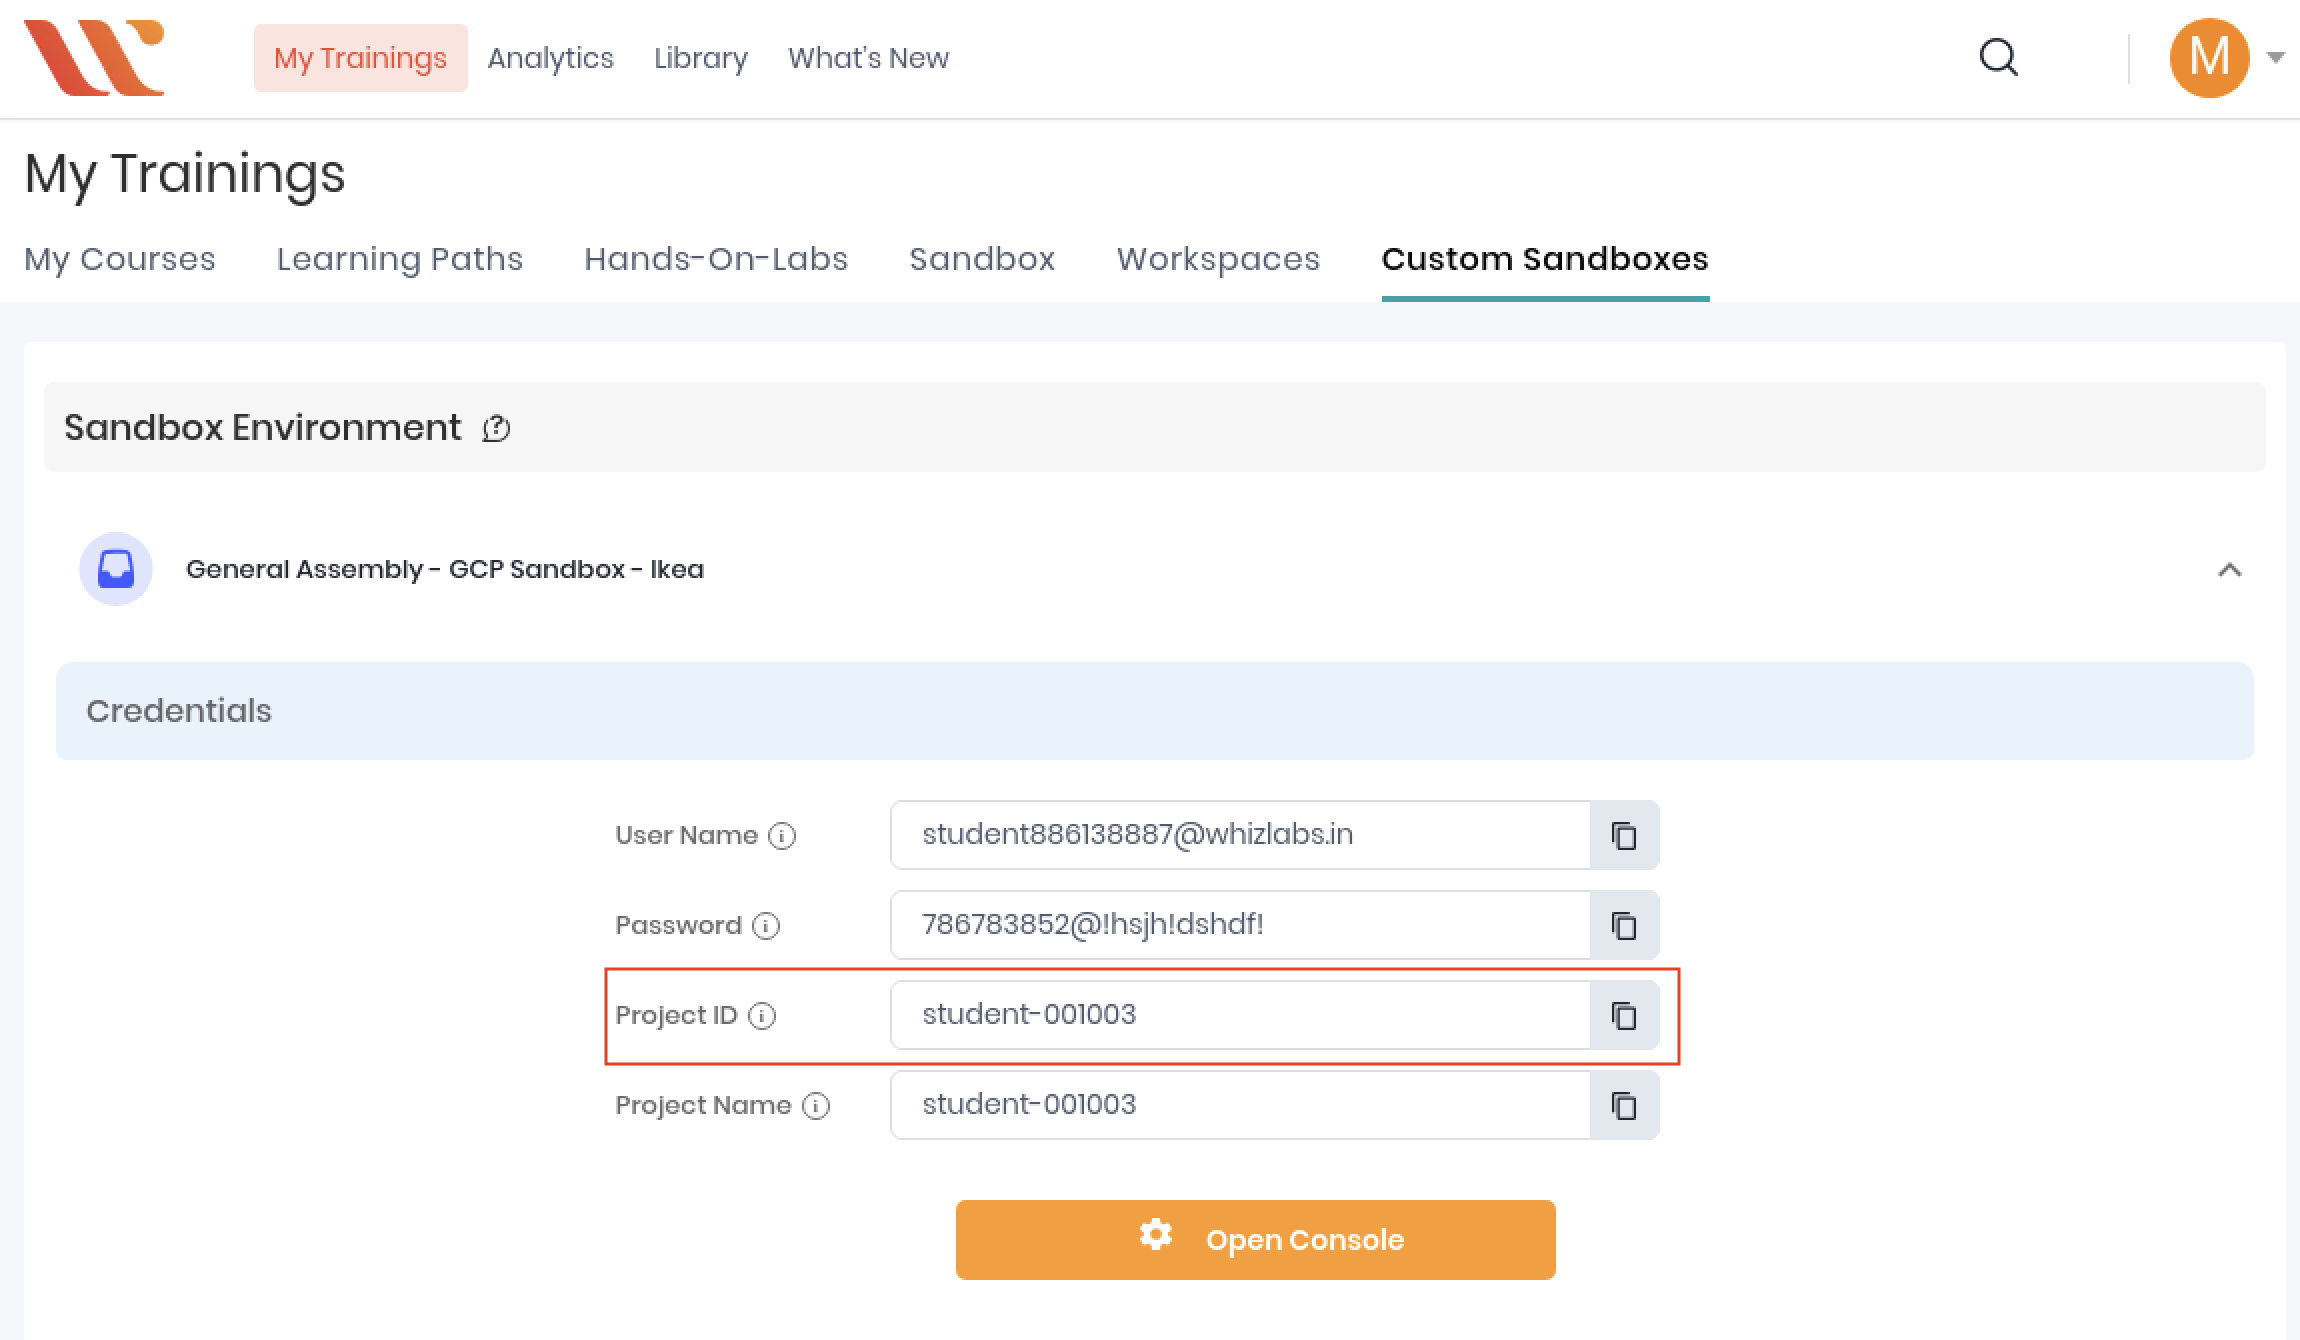 My Trainings Analytics Library What's New M
My Trainings
My Courses Learning Paths Hands-On-Labs Sandbox Workspaces Custom Sandboxes
Sandbox Environment
General Assembly - GCP Sandbox - Ikea
Credentials
User Name student886138887@whizlabs.in
Password 786783852@!hsjh!dshdf!
Project ID student-001003
Project Name student-001003
Open Console